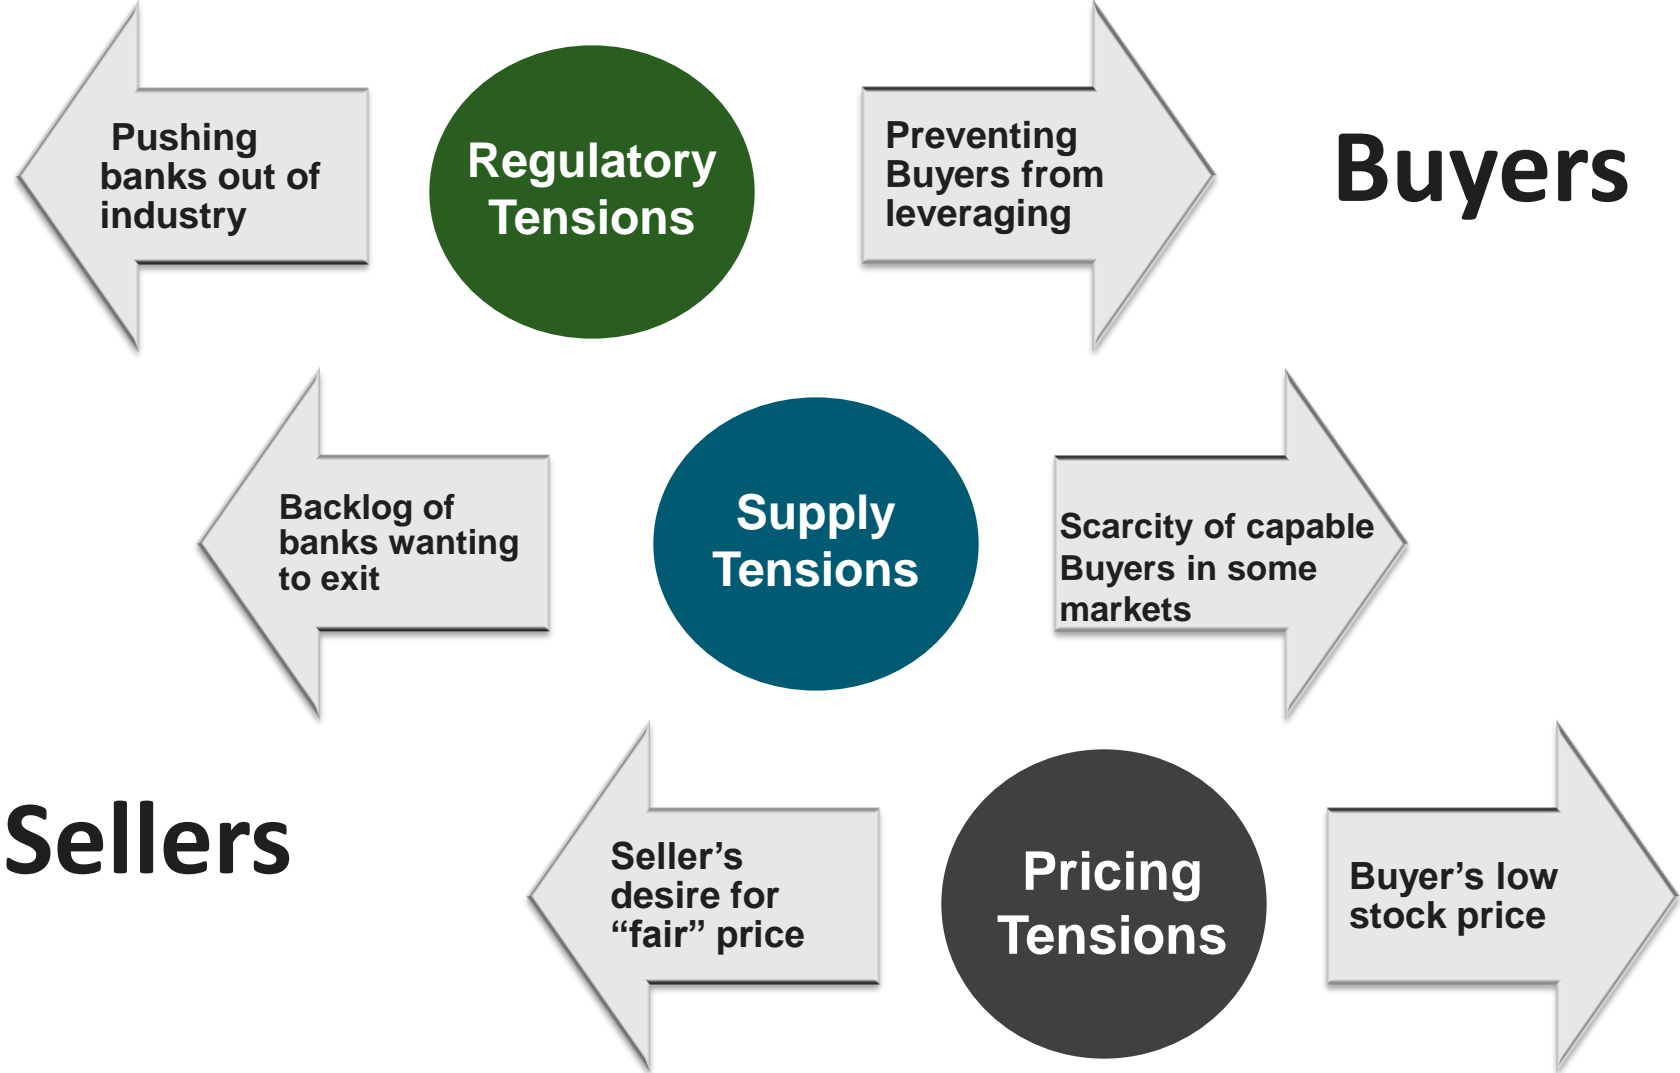 Pushing
banks out of
industry
Regulatory
Tensions
Preventing
Buyers from
leveraging
Buyers
Backlog of
banks wanting
to exit
Supply
Tensions
Scarcity of capable
Buyers in some
markets
Sellers
Seller’s
desire for
“fair” price
Pricing
Tensions
Buyer’s low
stock price